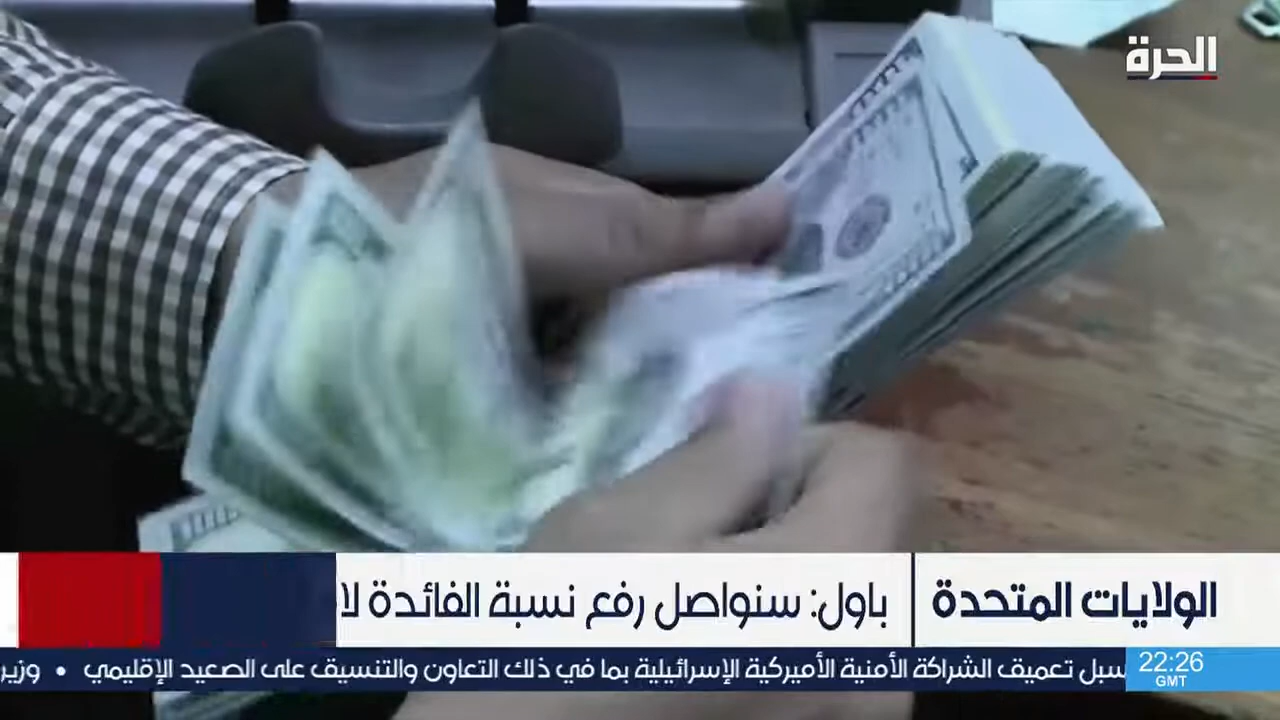 الحرة
الولايات المتحدة
باول: سنواصل رفع نسبة الفائدة لا
سبل تعميق الشراكة الأمنية الأميركية الإسرائيلية بما في ذلك التعاون والتنسيق على الصعيد الإقليمي • وزير
22:26
GMT